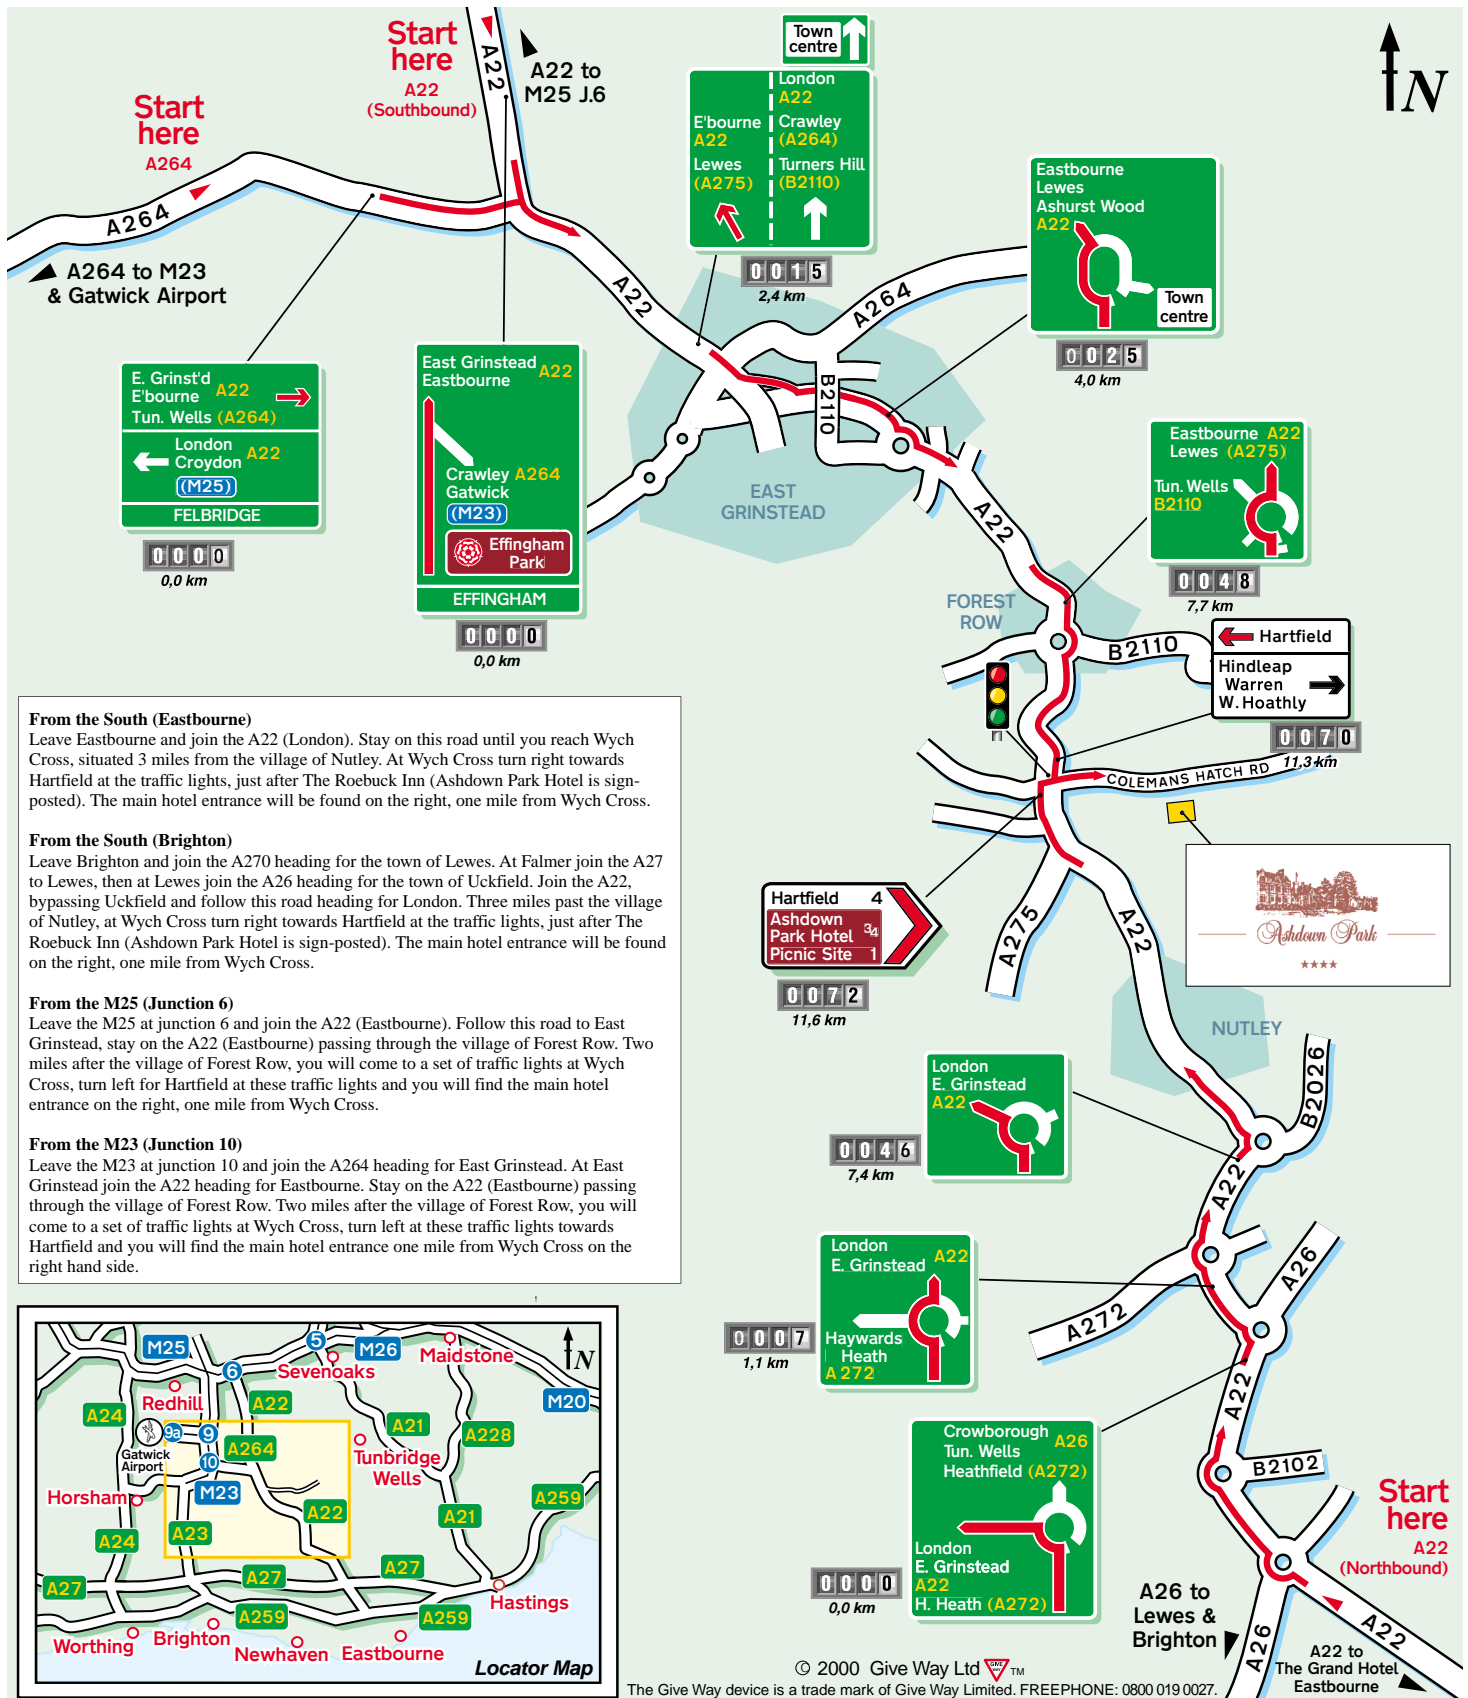 Start
here
A22
(Southbound)
A22
A22 to
M25 J.6
Start
here
A264
A264
A264 to M23
& Gatwick Airport
Town
centre
E'bourne
A22
Lewes
(A275)
London
A22
Crawley
(A264)
Turners Hill
(B2110)
0015
2,4 km
N
Eastbourne
Lewes
Ashurst Wood
A22
Town
centre
0025
4,0 km
A22
A264
B2110
E. Grinst'd
E'bourne A22
Tun. Wells (A264)
London
Croydon A22
(M25)
FELBRIDGE
0000
0,0 km
East Grinstead
Eastbourne A22
Crawley A264
Gatwick
(M23)
Effingham
Park
EFFINGHAM
0000
0,0 km
EAST
GRINSTEAD
A22
Eastbourne A22
Lewes (A275)
Tun. Wells
B2110
0048
7,7 km
FOREST
ROW
B2110
Hartfield
Hindleap
Warren
W. Hoathly
0070
11,3 km
COLEMANS HATCH RD
From the South (Eastbourne)
Leave Eastbourne and join the A22 (London). Stay on this road until you reach Wych
Cross, situated 3 miles from the village of Nutley. At Wych Cross turn right towards
Hartfield at the traffic lights, just after The Roebuck Inn (Ashdown Park Hotel is sign-
posted). The main hotel entrance will be found on the right, one mile from Wych Cross.
From the South (Brighton)
Leave Brighton and join the A270 heading for the town of Lewes. At Falmer join the A27
to Lewes, then at Lewes join the A26 heading for the town of Uckfield. Join the A22,
bypassing Uckfield and follow this road heading for London. Three miles past the village
of Nutley, at Wych Cross turn right towards Hartfield at the traffic lights, just after The
Roebuck Inn (Ashdown Park Hotel is sign-posted). The main hotel entrance will be found
on the right, one mile from Wych Cross.
From the M25 (Junction 6)
Leave the M25 at junction 6 and join the A22 (Eastbourne). Follow this road to East
Grinstead, stay on the A22 (Eastbourne) passing through the village of Forest Row. Two
miles after the village of Forest Row, you will come to a set of traffic lights at Wych
Cross, turn left for Hartfield at these traffic lights and you will find the main hotel
entrance on the right, one mile from Wych Cross.
From the M23 (Junction 10)
Leave the M23 at junction 10 and join the A264 heading for East Grinstead. At East
Grinstead join the A22 heading for Eastbourne. Stay on the A22 (Eastbourne) passing
through the village of Forest Row. Two miles after the village of Forest Row, you will
come to a set of traffic lights at Wych Cross, turn left at these traffic lights towards
Hartfield and you will find the main hotel entrance one mile from Wych Cross on the
right hand side.
Hartfield 4
Ashdown
Park Hotel 3/4
Picnic Site 1
0072
11,6 km
A275
A22
Ashdown Park
NUTLEY
London
E. Grinstead
A22
0046
7,4 km
B2026
A22
London
E. Grinstead A22
Haywards
Heath
A 272
0007
1,1 km
A272
A26
A22
Crowborough
Tun. Wells A26
Heathfield (A272)
London
E. Grinstead
A22
H. Heath (A272)
0000
0,0 km
B2102
Start
here
A22
(Northbound)
A26 to
Lewes &
Brighton
A26
A22
A22 to
The Grand Hotel
Eastbourne
M25
5
M26
Maidstone
N
6
Sevenoaks
M20
Redhill
A22
A24
A21
A228
9a
9
A264
Gatwick
Airport
Tunbridge
Wells
10
M23
Horsham
A22
A259
A24
A23
A21
A27
A27
A27
A259
A259
Hastings
Worthing
Brighton
Newhaven
Eastbourne
Locator Map
© 2000 Give Way Ltd GIVE WAY TM
The Give Way device is a trade mark of Give Way Limited. FREEPHONE: 0800 019 0027.